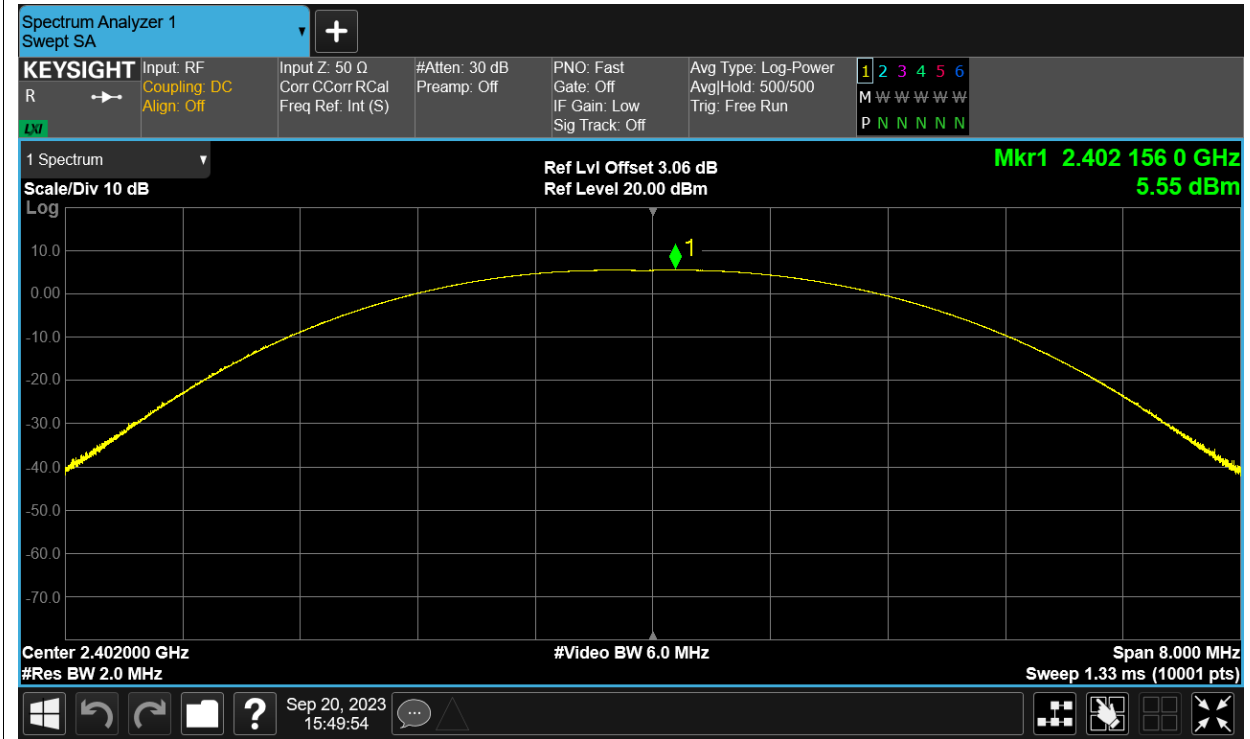 Spectrum Analyzer 1
Swept SA
+
KEYSIGHT
R
LXI
Input: RF
Coupling: DC
Align: Off
Input Z: 50 Ω
Corr CCorr RCal
Freq Ref: Int (S)
#Atten: 30 dB
Preamp: Off
PNO: Fast
Gate: Off
IF Gain: Low
Sig Track: Off
Avg Type: Log-Power
Avg|Hold: 500/500
Trig: Free Run
1 2 3 4 5 6
M W W W W W W
P N N N N N N
1 Spectrum
Scale/Div 10 dB
Log
Ref Lvl Offset 3.06 dB
Ref Level 20.00 dBm
Mkr1 2.402 156 0 GHz
5.55 dBm
1
10.0
0.00
-10.0
-20.0
-30.0
-40.0
-50.0
-60.0
-70.0
Center 2.402000 GHz
#Video BW 6.0 MHz
Span 8.000 MHz
#Res BW 2.0 MHz
Sweep 1.33 ms (10001 pts)
?
Sep 20, 2023
15:49:54